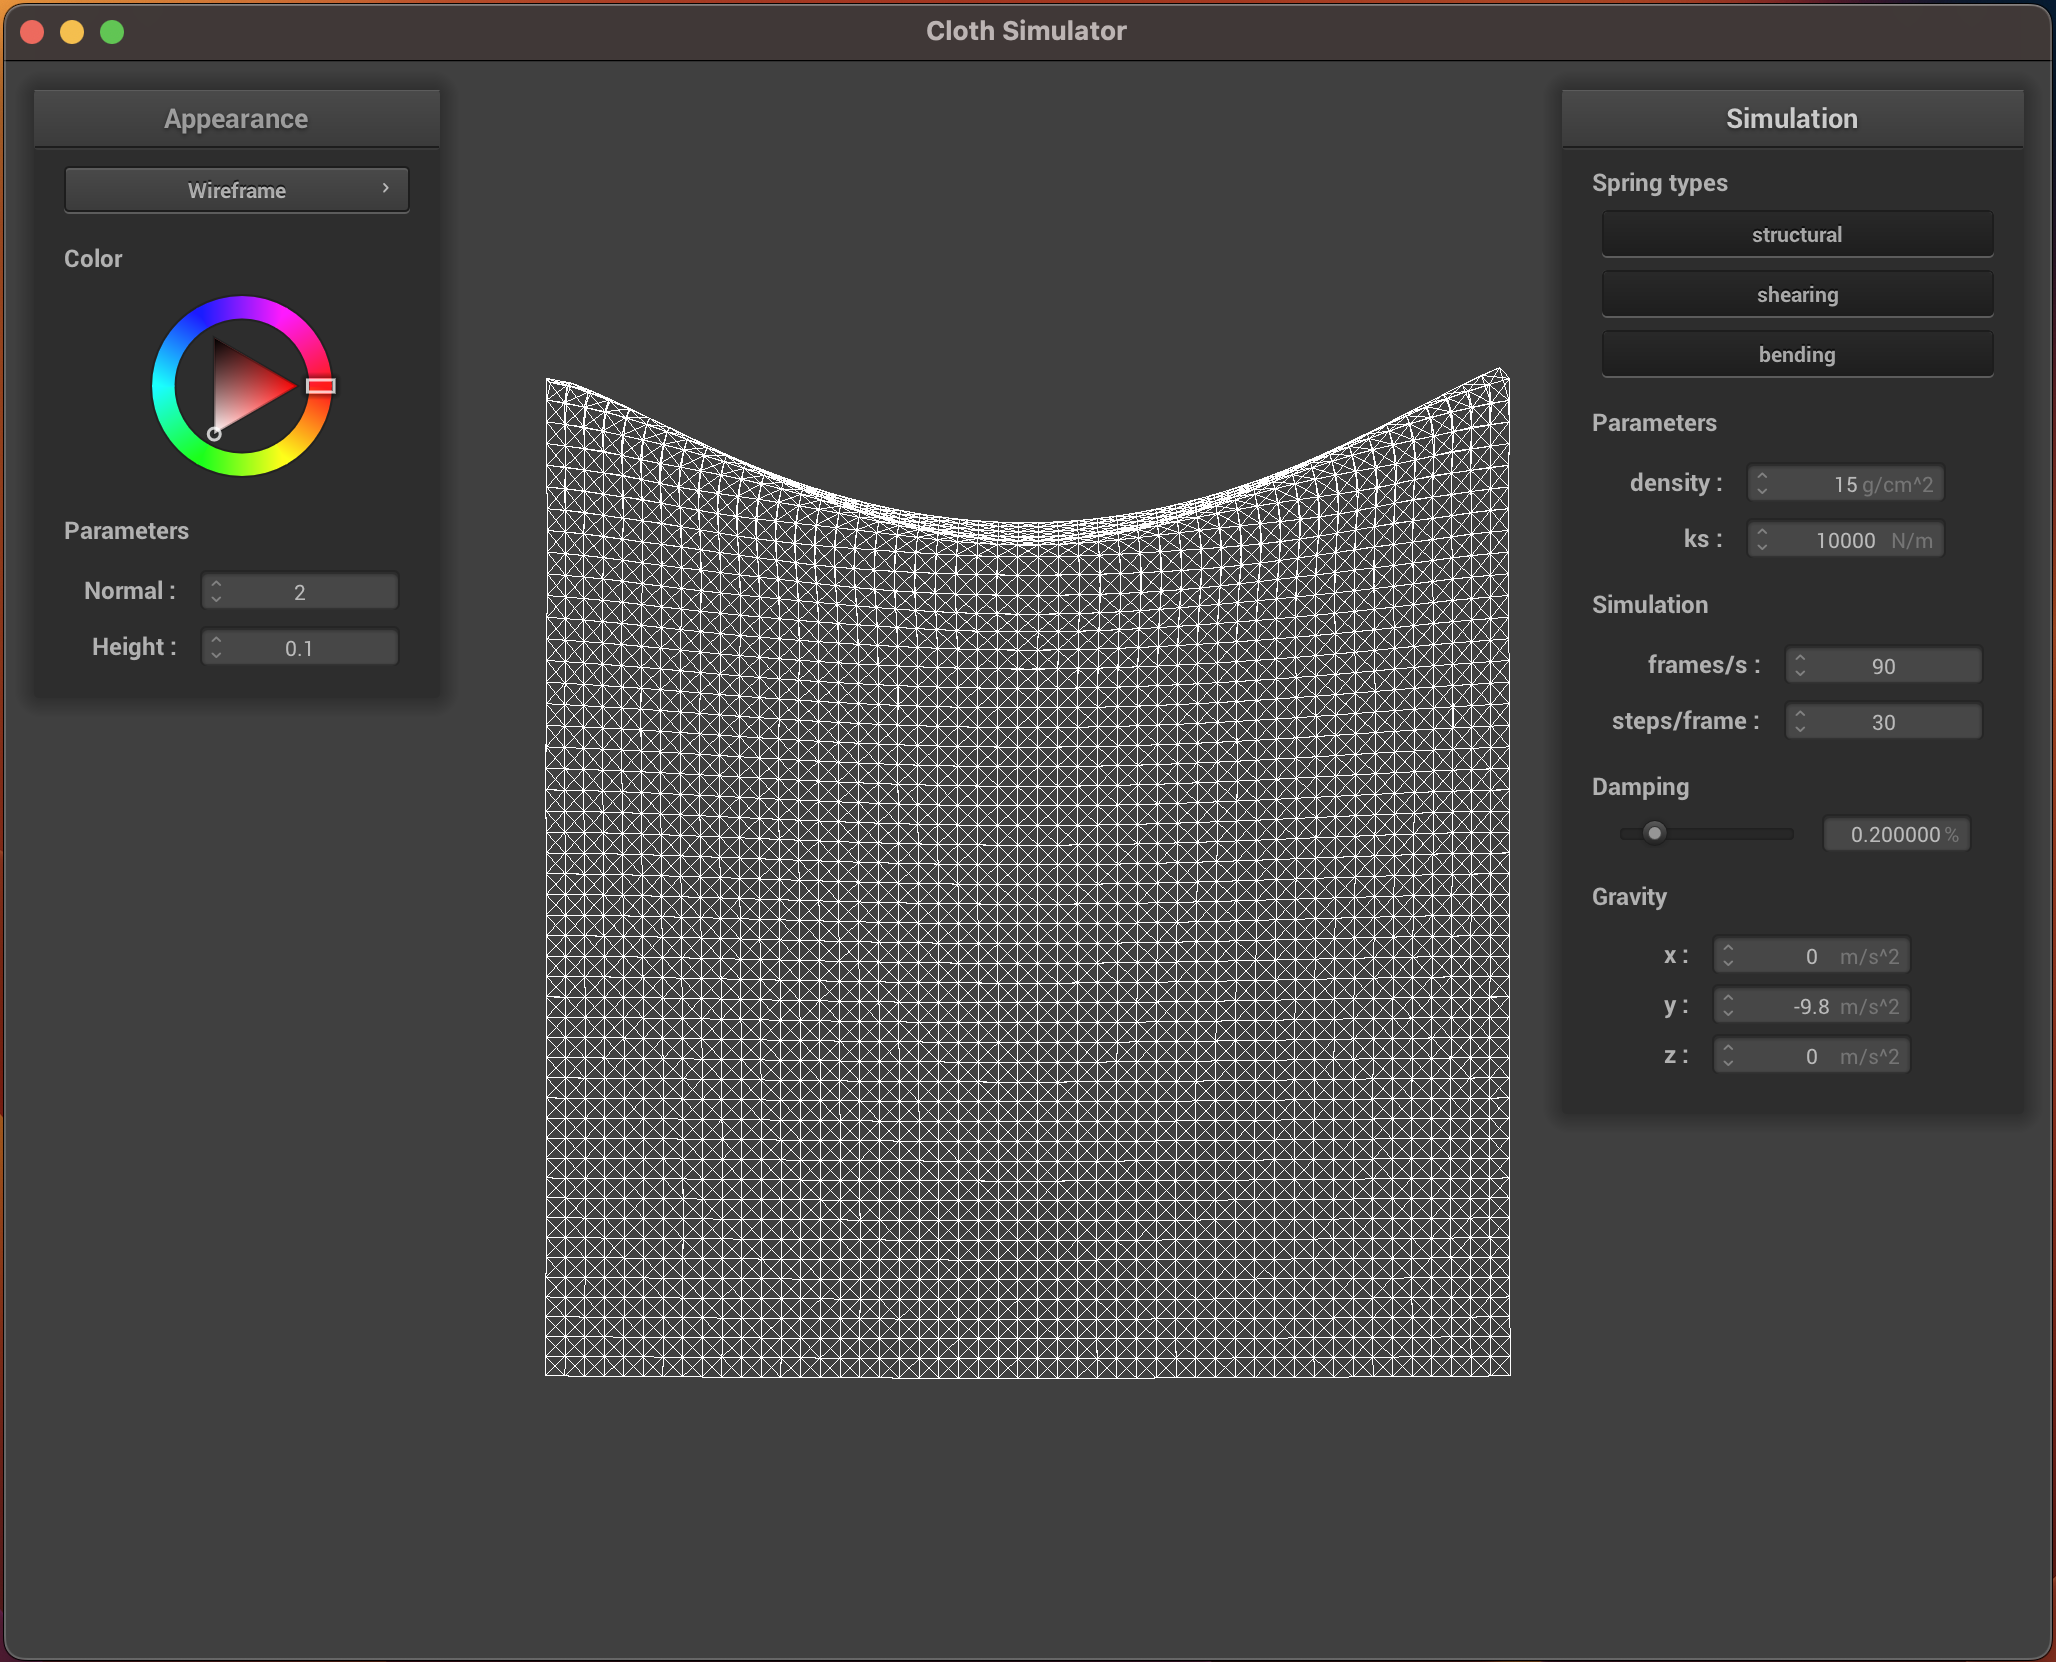 Cloth Simulator
Appearance
Wireframe
Color
Parameters
Normal : 2
Height : 0.1
Simulation
Spring types
structural
shearing
bending
Parameters
density : 15 g/cm^2
ks : 10000 N/m
Simulation
frames/s : 90
steps/frame : 30
Damping
0.200000 %
Gravity
x : 0 m/s^2
y : -9.8 m/s^2
z : 0 m/s^2